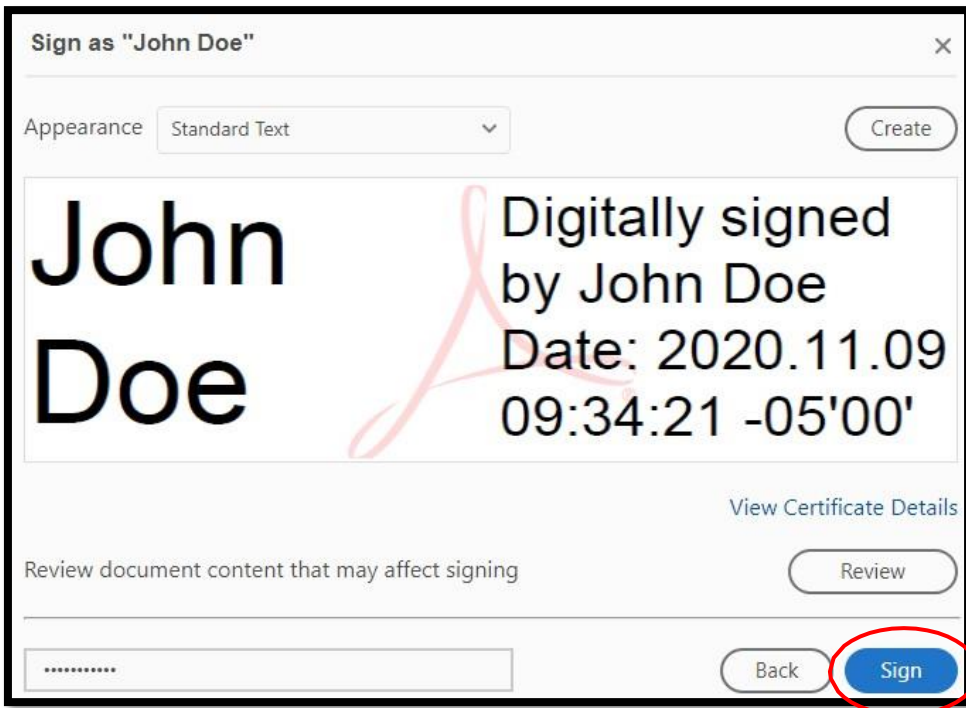 Sign as "John Doe"
Appearance Standard Text Create
John
Doe
Digitally signed
by John Doe
Date: 2020.11.09
09:34:21 -05'00'
View Certificate Details
Review document content that may affect signing Review
••••••••••• Back Sign